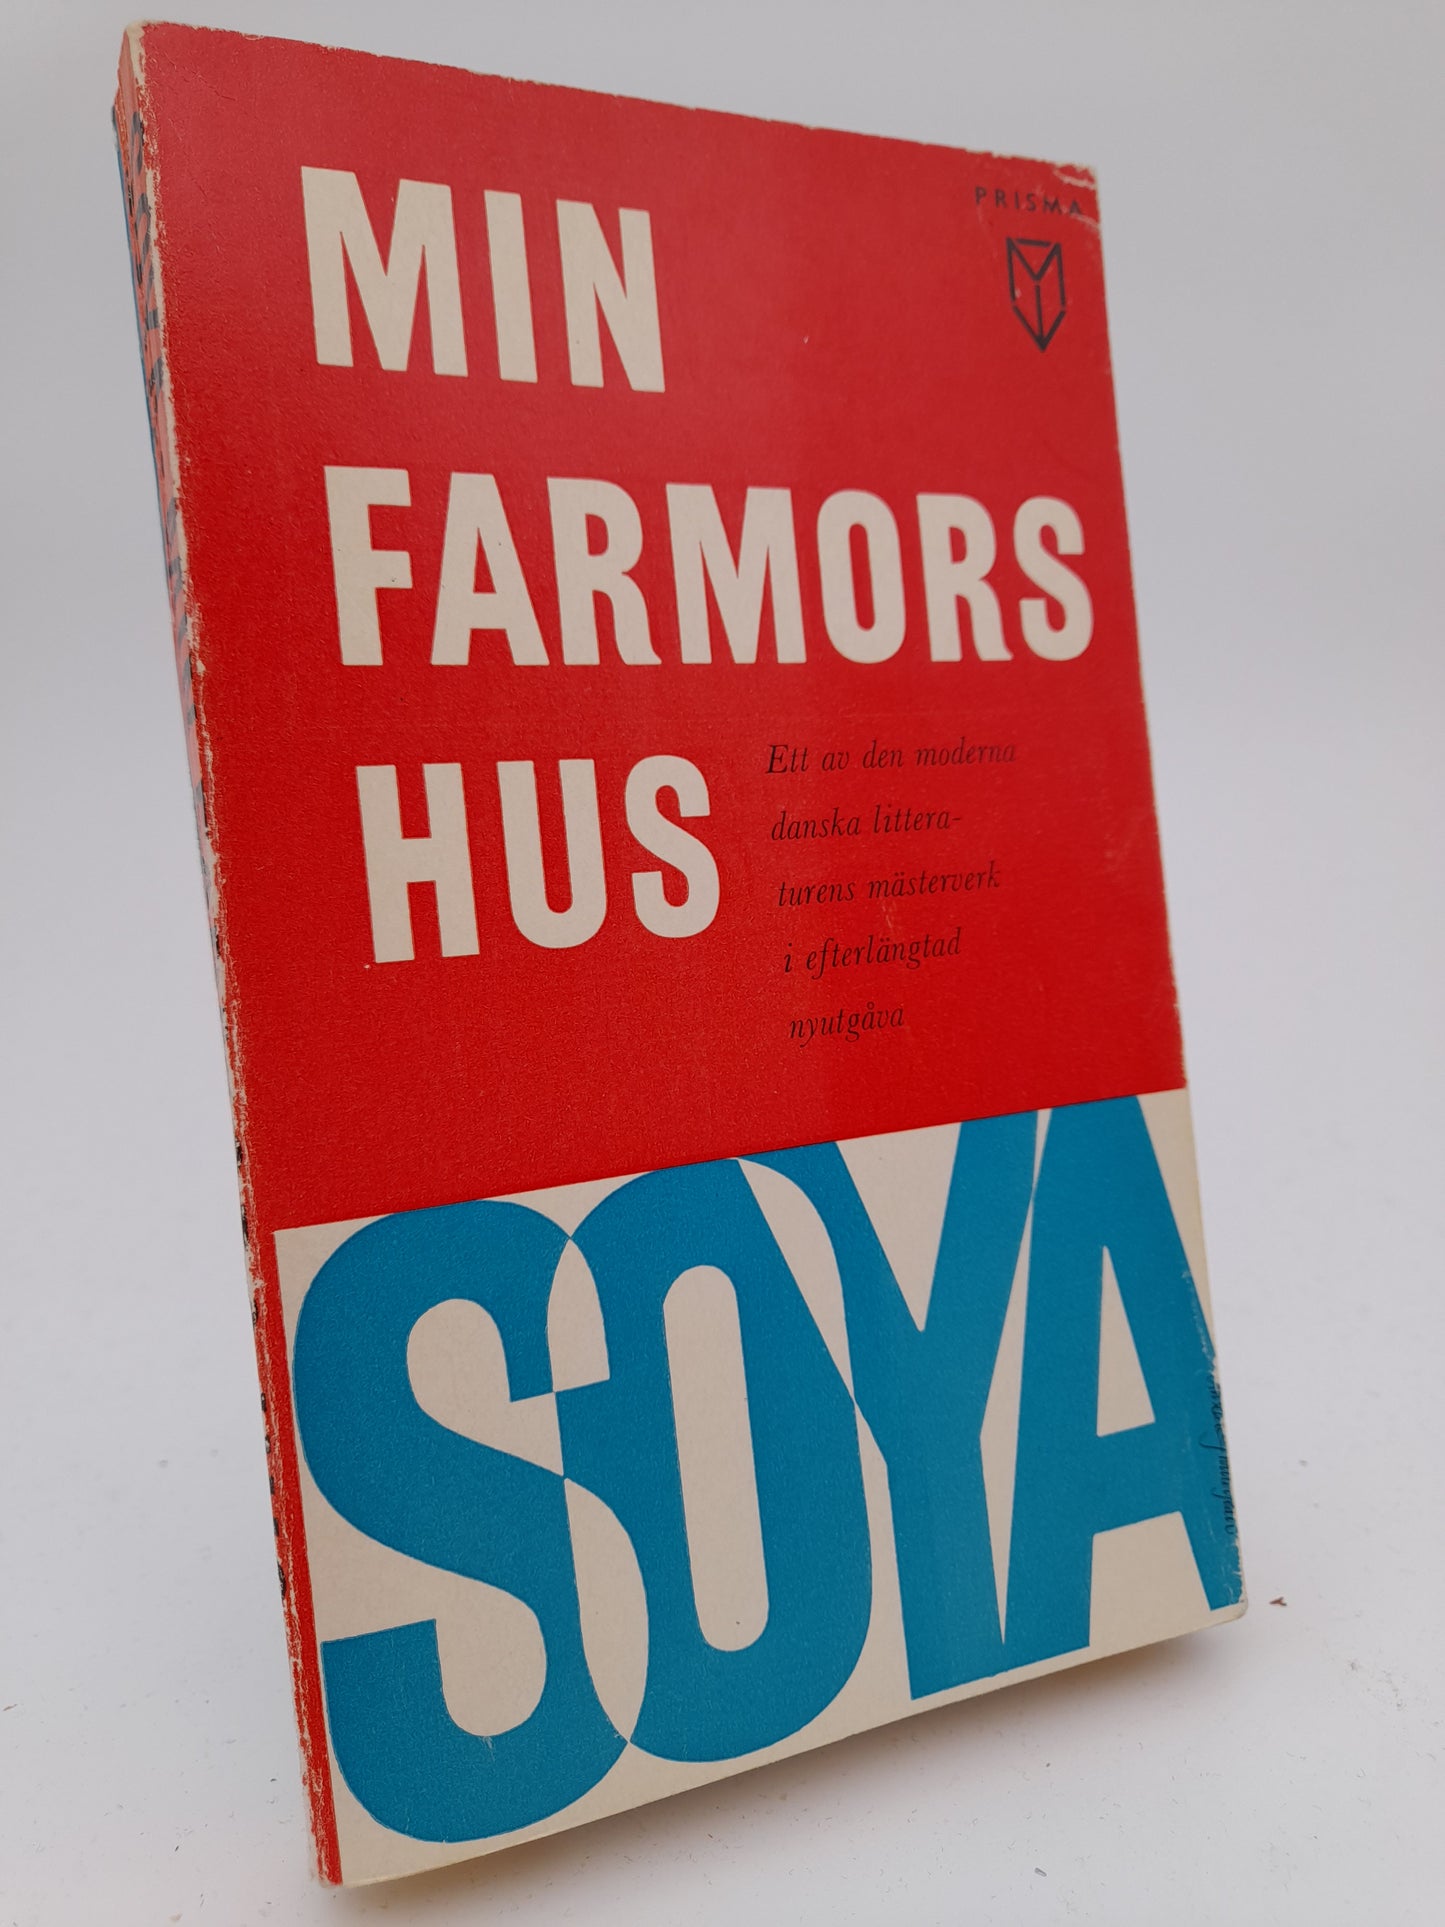 PRISMA
MIN
FARMORS
HUS
Ett av den moderna
danska littera-
turens mästerverk
i efterlängtad
nyutgåva
SOYA